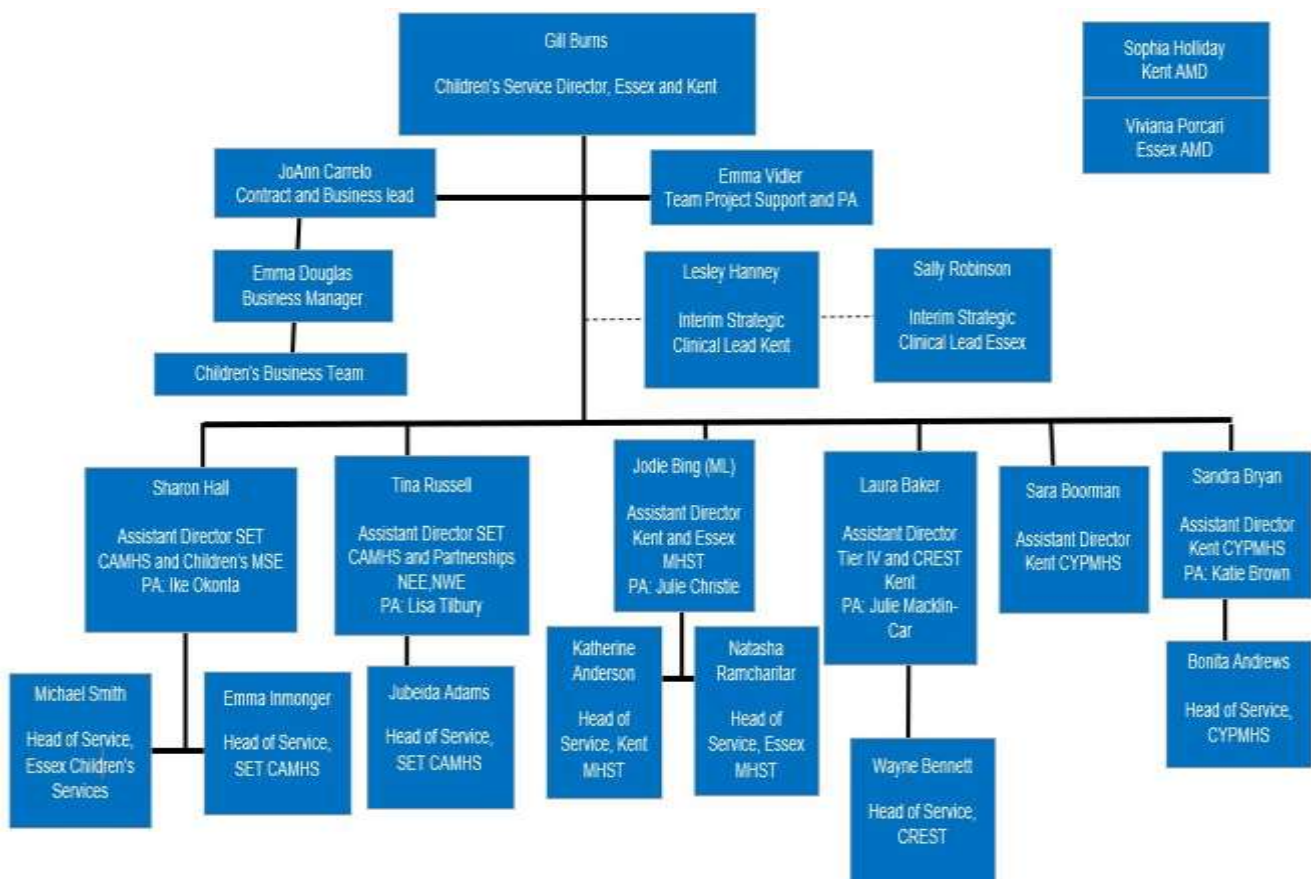 Gill Burns
Children's Service Director, Essex and Kent
Sophia Holliday
Kent AMD
Viviana Porcari
Essex AMD
JoAnn Carrelo
Contract and Business lead
Emma Vidler
Team Project Support and PA
Emma Douglas
Business Manager
Lesley Hanney
Interim Strategic
Clinical Lead Kent
Sally Robinson
Interim Strategic
Clinical Lead Essex
Children's Business Team
Sharon Hall
Assistant Director SET
CAMHS and Children's MSE
PA: Ike Okonta
Tina Russell
Assistant Director SET
CAMHS and Partnerships
NEE,NWE
PA: Lisa Tilbury
Jodie Bing (ML)
Assistant Director
Kent and Essex
MHST
PA: Julie Christie
Laura Baker
Assistant Director
Tier IV and CREST
Kent
PA: Julie Macklin-
Car
Sara Boorman
Assistant Director
Kent CYPMHS
Sandra Bryan
Assistant Director
Kent CYPMHS
PA: Katie Brown
Michael Smith
Head of Service,
Essex Children's
Services
Emma Inmonger
Head of Service,
SET CAMHS
Jubeida Adams
Head of Service,
SET CAMHS
Katherine
Anderson
Head of
Service, Kent
MHST
Natasha
Ramcharitar
Head of
Service, Essex
MHST
Wayne Bennett
Head of Service,
CREST
Bonita Andrews
Head of Service,
CYPMHS